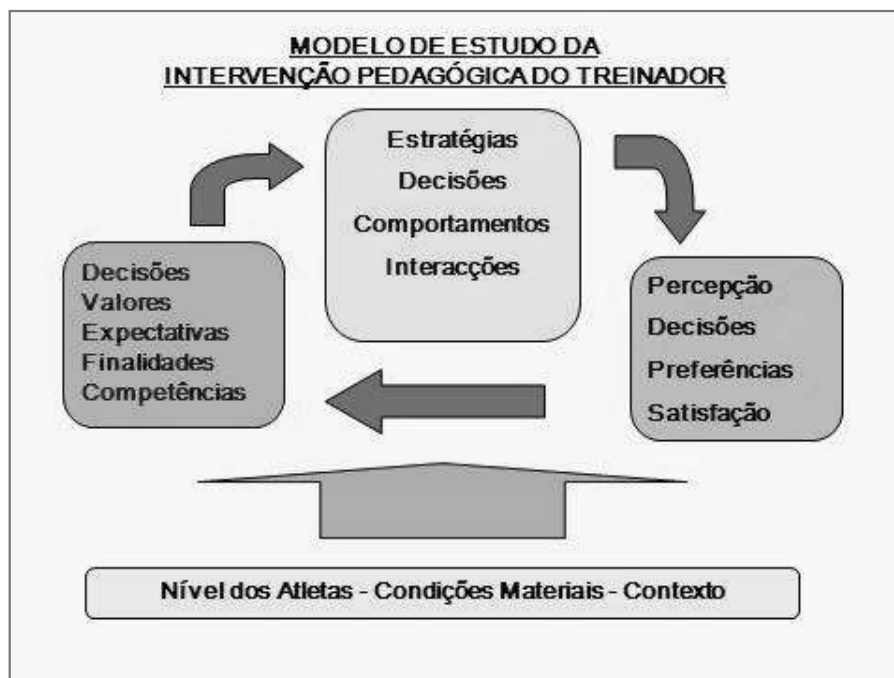 MODELO DE ESTUDO DA
INTERVENÇÃO PEDAGÓGICA DO TREINADOR
Estratégias
Decisões
Comportamentos
Interacções
Decisões
Valores
Expectativas
Finalidades
Competências
Percepção
Decisões
Preferências
Satisfação
Nível dos Atletas - Condições Materiais - Contexto